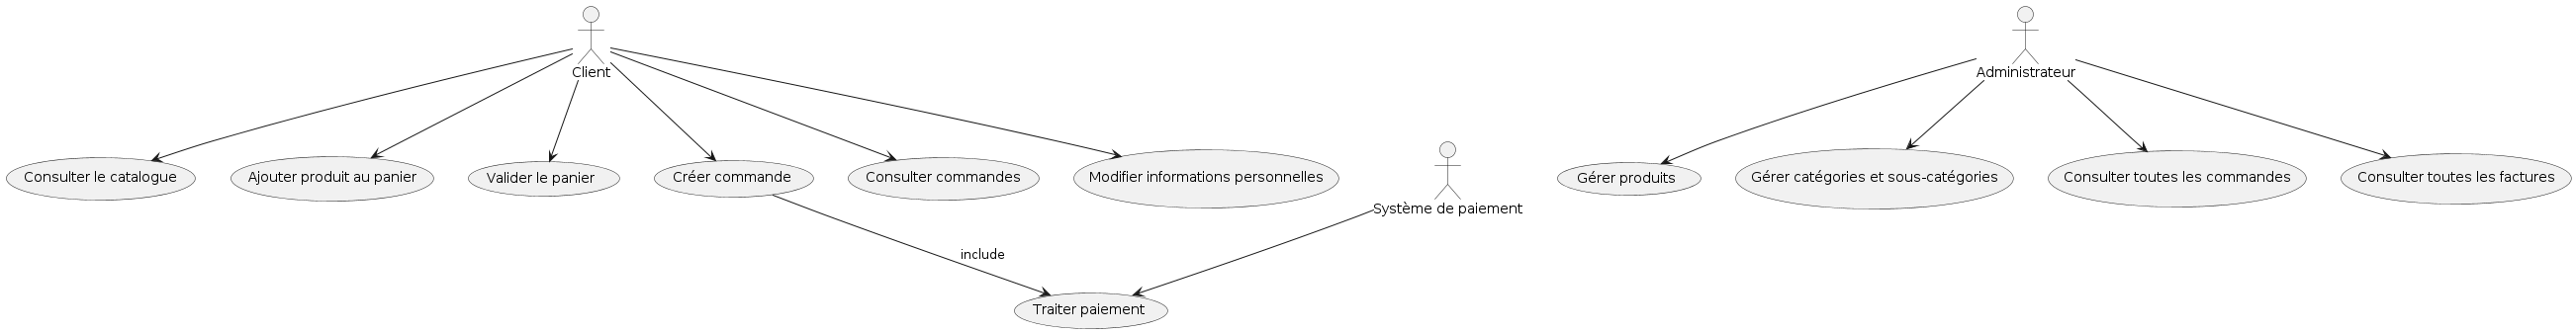 Client
Administrateur
Consulter le catalogue
Ajouter produit au panier
Valider le panier
Créer commande
Consulter commandes
Modifier informations personnelles
Système de paiement
Gérer produits
Gérer catégories et sous-catégories
Consulter toutes les commandes
Consulter toutes les factures
include
Traiter paiement